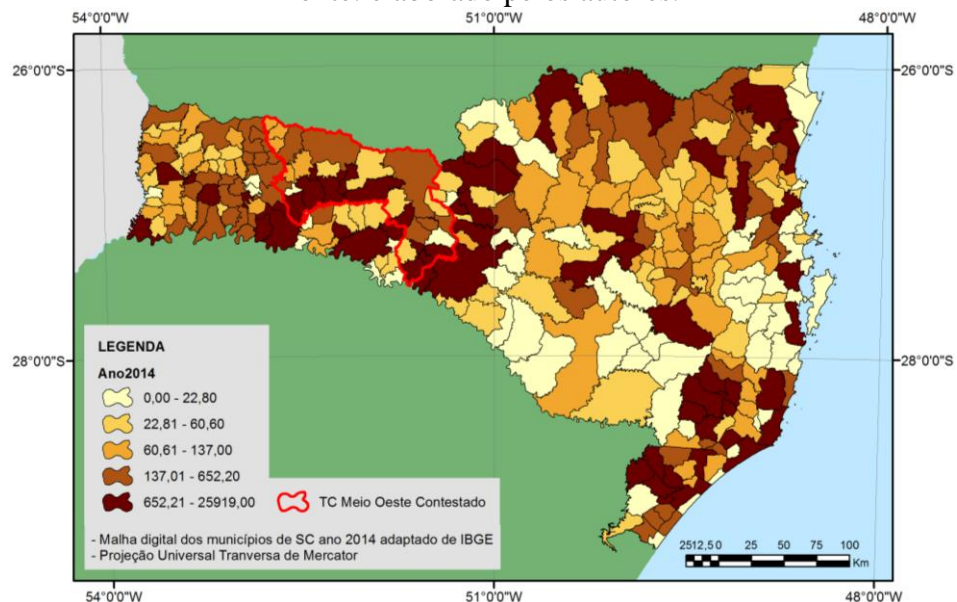 54°0'0"W 51°0'0"W 48°0'0"W
26°0'0"S 26°0'0"S
28°0'0"S 28°0'0"S
LEGENDA
Ano2014
0,00 - 22,80
22,81 - 60,60
60,61 - 137,00
137,01 - 652,20
652,21 - 25919,00
TC Meio Oeste Contestado
- Malha digital dos municípios de SC ano 2014 adaptado de IBGE
- Projeção Universal Tranversa de Mercator
2512,5 0 25 50 75 100
Km
54°0'0"W 51°0'0"W 48°0'0"W